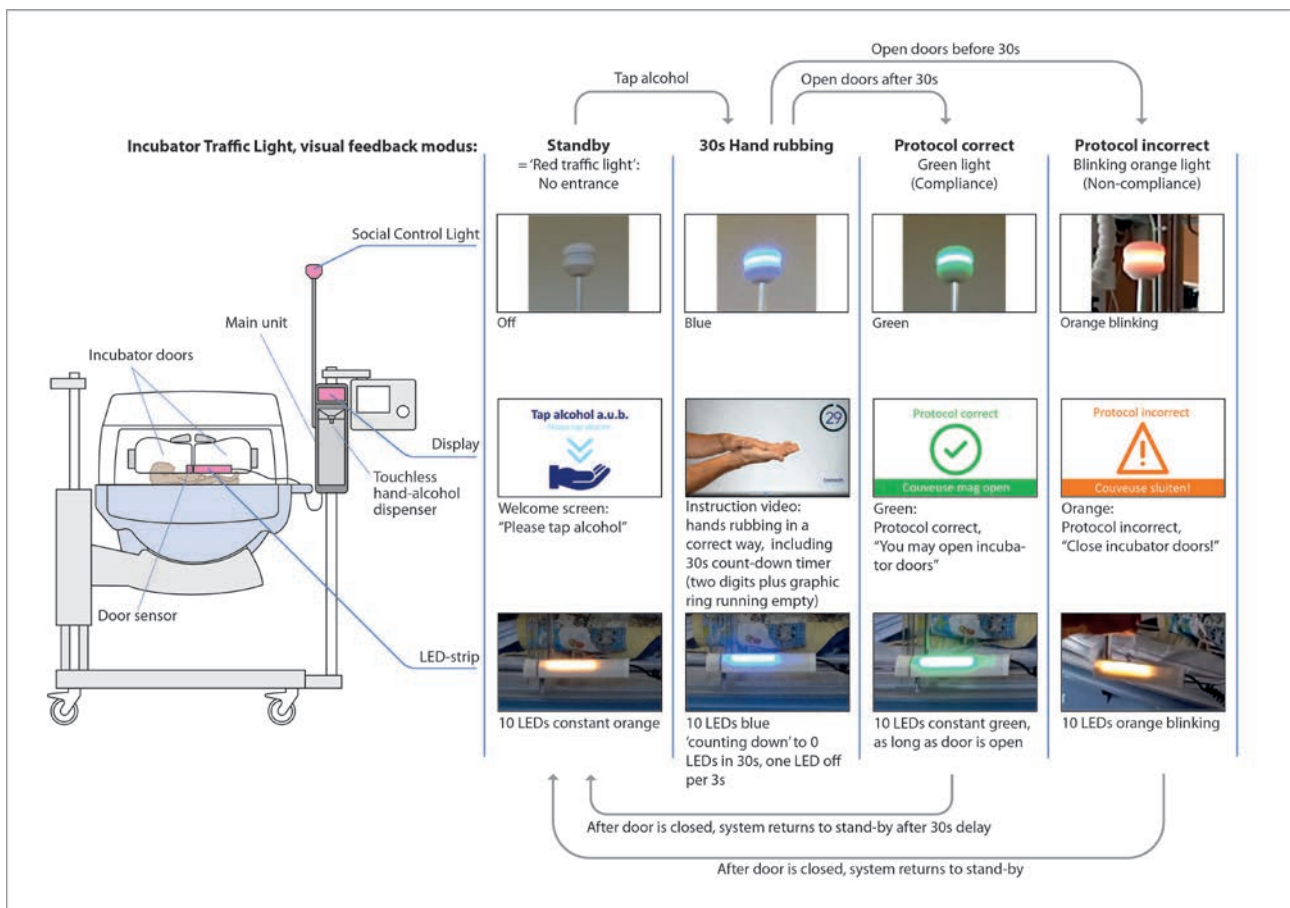 Open doors before 30s
Tap alcohol
Open doors after 30s
Incubator Traffic Light, visual feedback modus:
Standby
= ‘Red traffic light’:
No entrance
30s Hand rubbing
Protocol correct
Green light
(Compliance)
Protocol incorrect
Blinking orange light
(Non-compliance)
Social Control Light
Main unit
Incubator doors
Display
Touchless
hand-alcohol
dispenser
Door sensor
LED-strip
Off
Blue
Green
Orange blinking
Tap alcohol a.u.b.
Please tap alcohol
29
Protocol correct
Couveuse mag open
Protocol incorrect
Couveuse sluiten!
Welcome screen:
“Please tap alcohol”
Instruction video:
hands rubbing in a
correct way, including
30s count-down timer
(two digits plus graphic
ring running empty)
Green:
Protocol correct,
“You may open incuba-
tor doors”
Orange:
Protocol incorrect,
“Close incubator doors!”
10 LEDs constant orange
10 LEDs blue
‘counting down’ to 0
LEDs in 30s, one LED off
per 3s
10 LEDs constant green,
as long as door is open
10 LEDs orange blinking
After door is closed, system returns to stand-by after 30s delay
After door is closed, system returns to stand-by